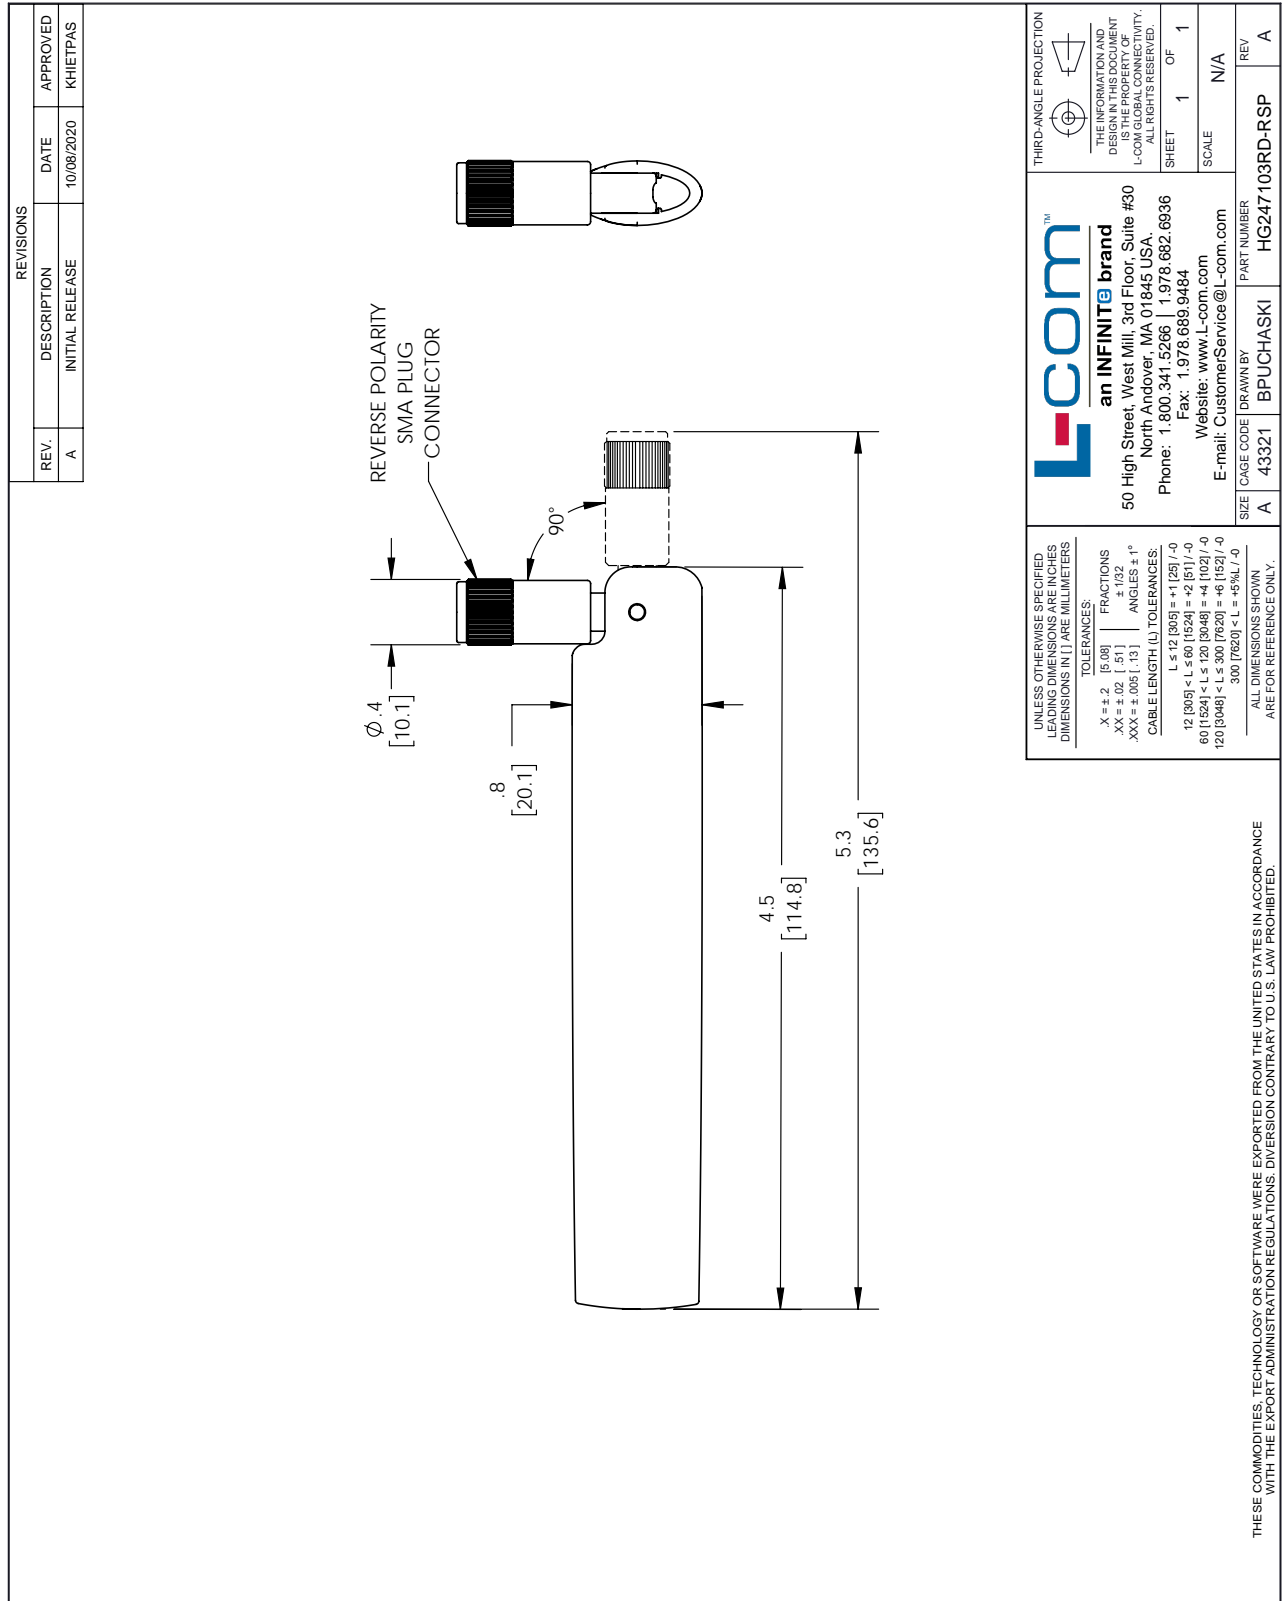 REVISIONS
REV. DESCRIPTION DATE APPROVED
A INITIAL RELEASE 10/08/2020 KHIETPAS
REVERSE POLARITY
SMA PLUG
CONNECTOR
90°
Ø.4
[10.1]
.8
[20.1]
4.5
[114.8]
5.3
[135.6]
UNLESS OTHERWISE SPECIFIED
LEADING DIMENSIONS ARE INCHES
DIMENSIONS IN [ ] ARE MILLIMETERS
TOLERANCES:
.X = ±.2 [5.08] FRACTIONS
.XX = ±.02 [.51] ± 1/32
.XXX = ±.005 [.13] ANGLES ± 1°
CABLE LENGTH (L) TOLERANCES:
L ≤ 12 [305] = +1 [25] / -0
12 [305] < L ≤ 60 [1524] = +2 [51] / -0
60 [1524] < L ≤ 120 [3048] = +4 [102] / -0
120 [3048] < L ≤ 300 [7620] = +6 [152] / -0
300 [7620] < L = +5%L / -0
ALL DIMENSIONS SHOWN
ARE FOR REFERENCE ONLY.
L-com™
an INFINITe brand
50 High Street, West Mill, 3rd Floor, Suite #30
North Andover, MA 01845 USA.
Phone: 1.800.341.5266 | 1.978.682.6936
Fax: 1.978.689.9484
Website: www.L-com.com
E-mail: CustomerService@L-com.com
THIRD-ANGLE PROJECTION
THE INFORMATION AND
DESIGN IN THIS DOCUMENT
IS THE PROPERTY OF
L-COM GLOBAL CONNECTIVITY.
ALL RIGHTS RESERVED.
SHEET 1 OF 1
SCALE N/A
SIZE A
CAGE CODE 43321
DRAWN BY BPUCHASKI
PART NUMBER HG247103RD-RSP
REV A
THESE COMMODITIES, TECHNOLOGY OR SOFTWARE WERE EXPORTED FROM THE UNITED STATES IN ACCORDANCE
WITH THE EXPORT ADMINISTRATION REGULATIONS. DIVERSION CONTRARY TO U.S. LAW PROHIBITED.